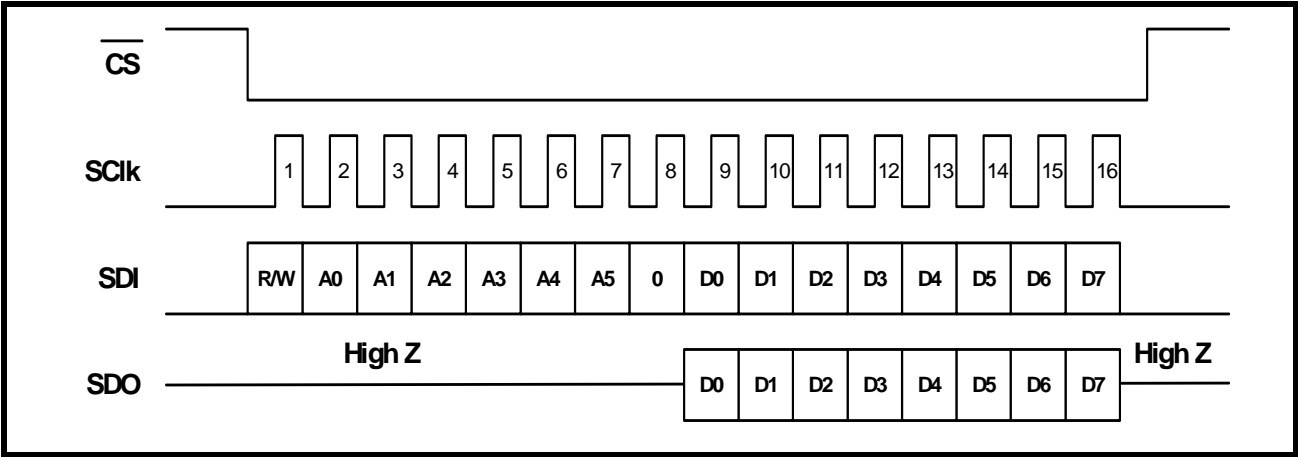 CS
SClk 1 2 3 4 5 6 7 8 9 10 11 12 13 14 15 16
SDI R/W A0 A1 A2 A3 A4 A5 0 D0 D1 D2 D3 D4 D5 D6 D7
High Z High Z
SDO D0 D1 D2 D3 D4 D5 D6 D7